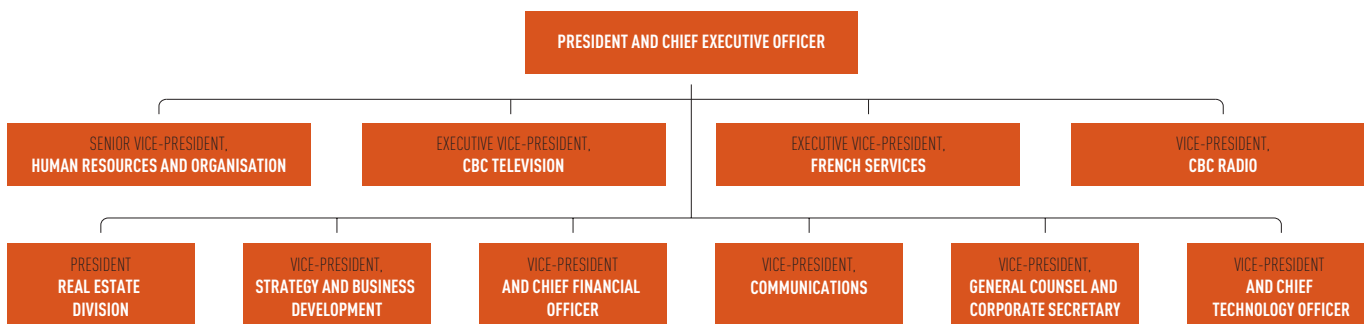 PRESIDENT AND CHIEF EXECUTIVE OFFICER
SENIOR VICE-PRESIDENT,
HUMAN RESOURCES AND ORGANISATION
EXECUTIVE VICE-PRESIDENT,
CBC TELEVISION
EXECUTIVE VICE-PRESIDENT,
FRENCH SERVICES
VICE-PRESIDENT,
CBC RADIO
PRESIDENT
REAL ESTATE
DIVISION
VICE-PRESIDENT,
STRATEGY AND BUSINESS
DEVELOPMENT
VICE-PRESIDENT
AND CHIEF FINANCIAL
OFFICER
VICE-PRESIDENT,
COMMUNICATIONS
VICE-PRESIDENT,
GENERAL COUNSEL AND
CORPORATE SECRETARY
VICE-PRESIDENT
AND CHIEF
TECHNOLOGY OFFICER